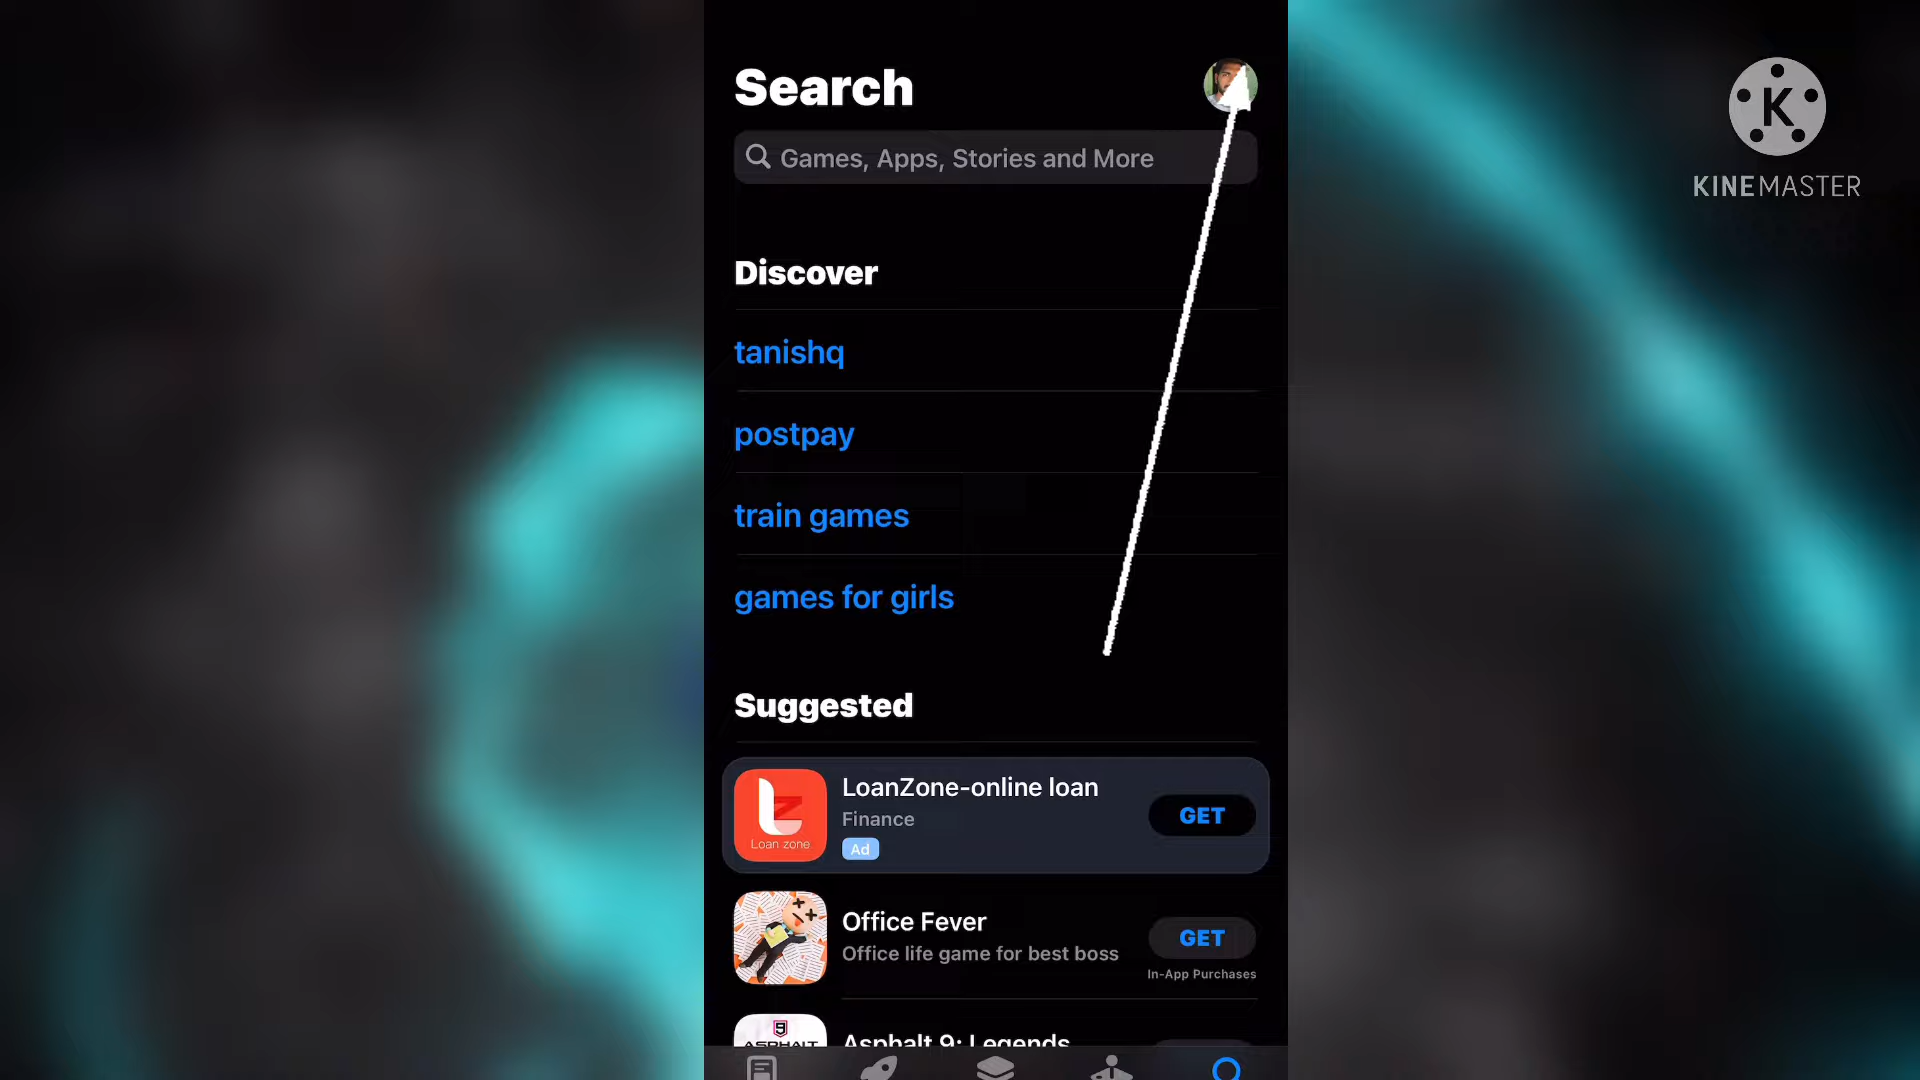 Search
Games, Apps, Stories and More
KINEMASTER
Discover
tanishq
postpay
train games
games for girls
Suggested
LoanZone-online loan
Finance
GET
Ad
Loan zone
Office Fever
GET
Office life game for best boss
In-App Purchases
Asphalt 9: Legends
9
ASPHALT